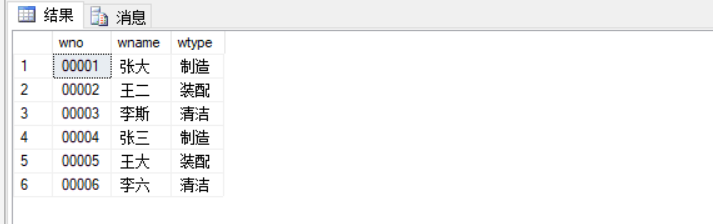 结果 消息
wno wname wtype
1 00001 张大 制造
2 00002 王二 装配
3 00003 李斯 清洁
4 00004 张三 制造
5 00005 王大 装配
6 00006 李六 清洁